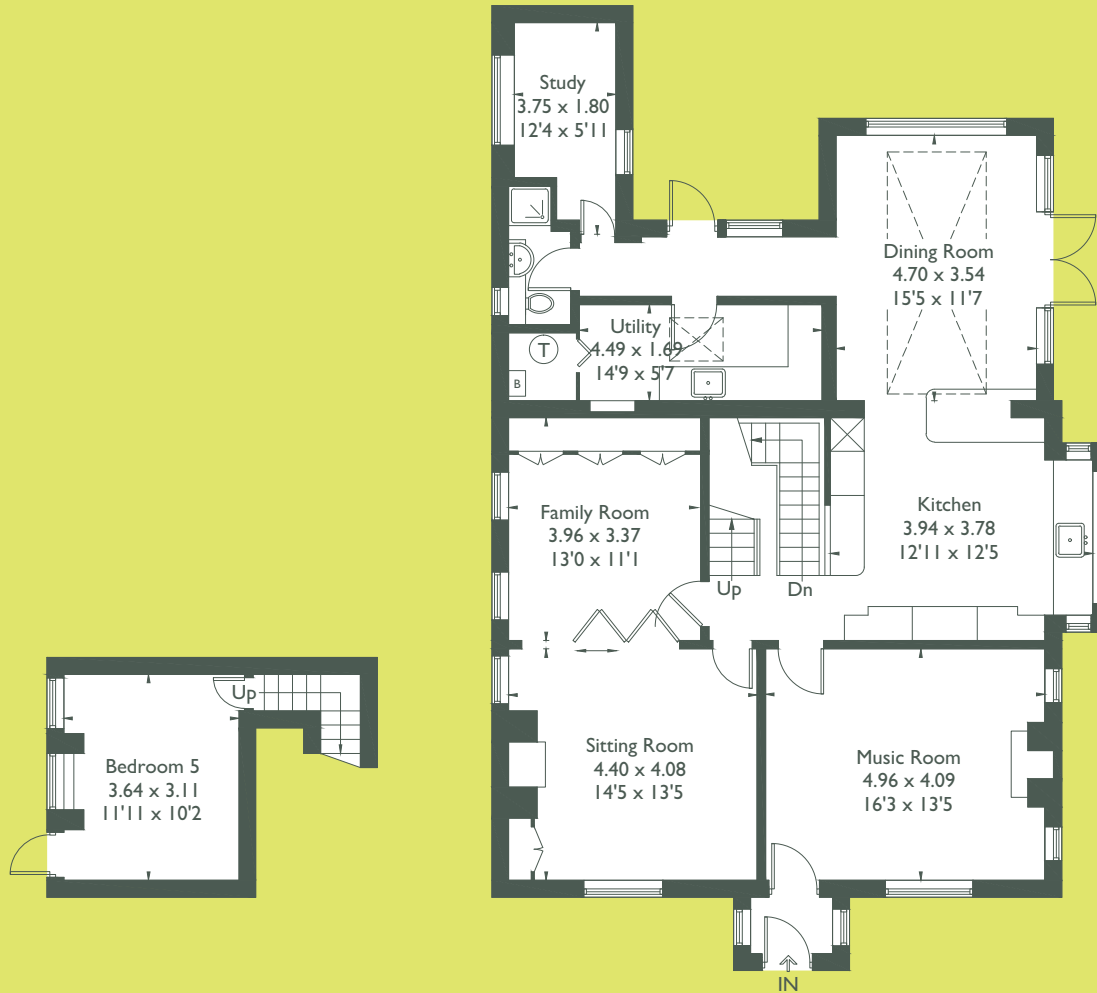 Study
3.75 x 1.80
12'4 x 5'11
Dining Room
4.70 x 3.54
15'5 x 11'7
Utility
4.49 x 1.69
14'9 x 5'7
T
B
Family Room
3.96 x 3.37
13'0 x 11'1
Kitchen
3.94 x 3.78
12'11 x 12'5
Up
Dn
Up
Bedroom 5
3.64 x 3.11
11'11 x 10'2
Sitting Room
4.40 x 4.08
14'5 x 13'5
Music Room
4.96 x 4.09
16'3 x 13'5
IN